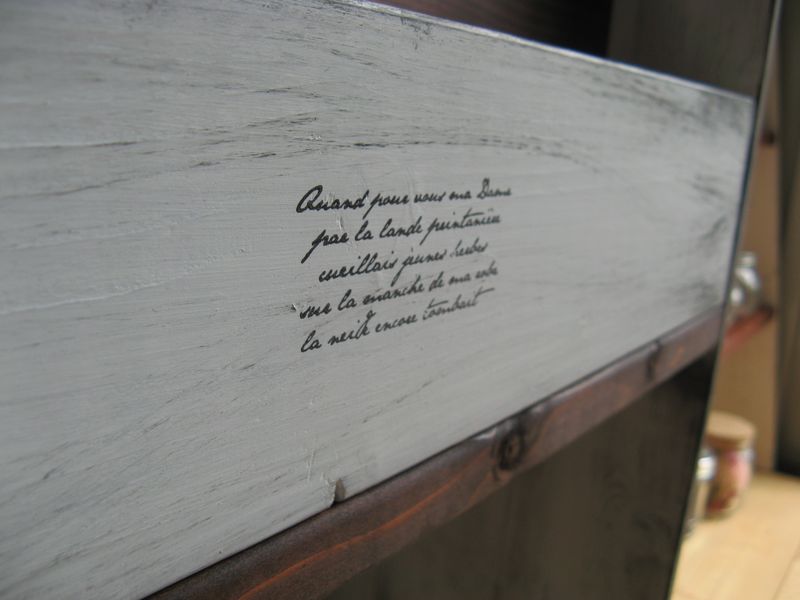 Quand pour vous ma Dame
par la lande printanière
cueillais jeunes herbes
sur la manche de ma robe
la neige encore tombait